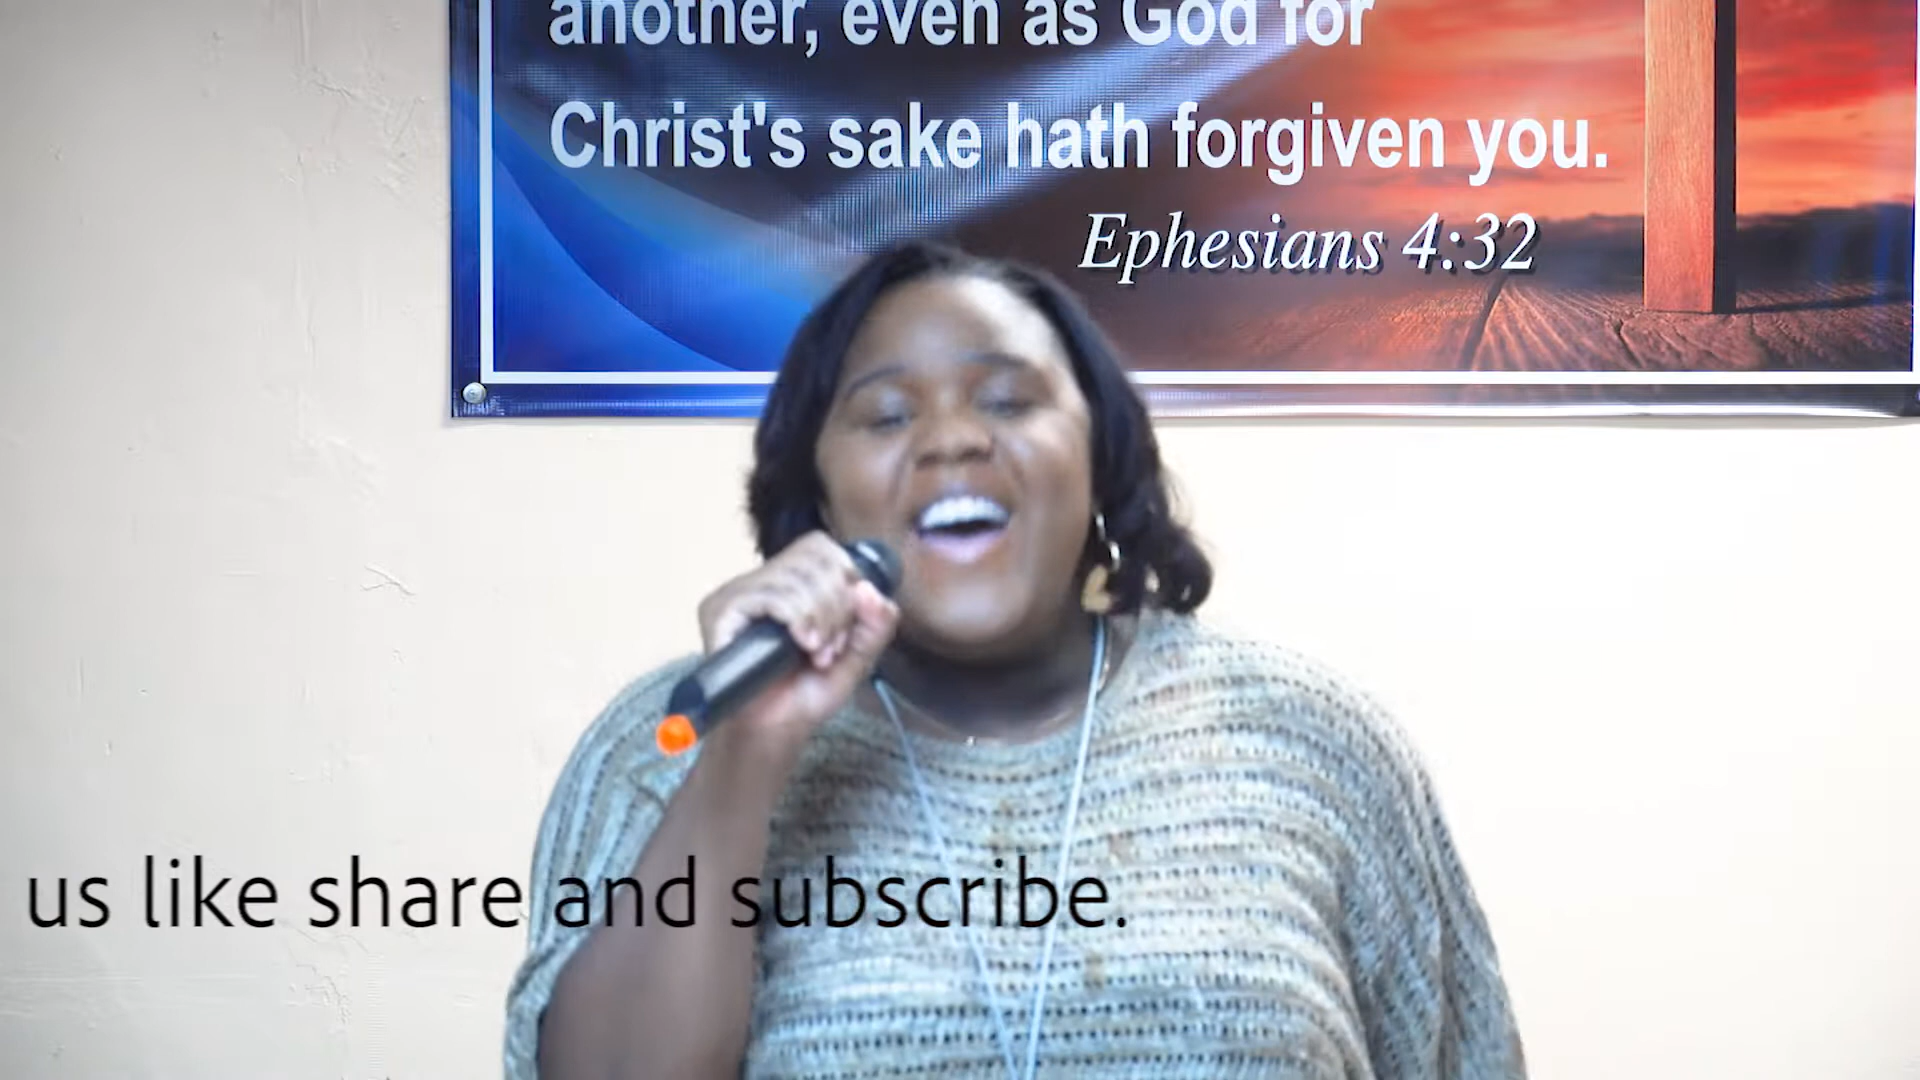 another, even as God for
Christ's sake hath forgiven you.
Ephesians 4:32
us like share and subscribe.